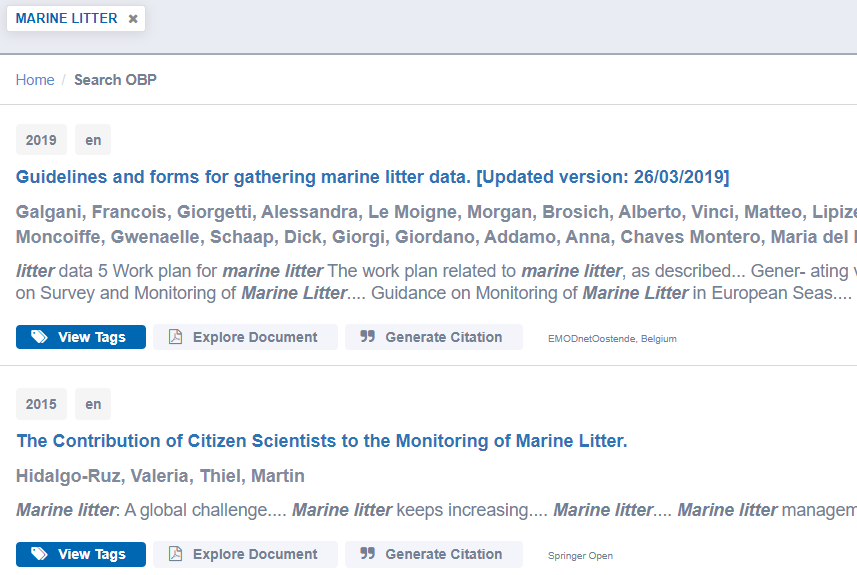 MARINE LITTER ×
Home / Search OBP
2019 en
Guidelines and forms for gathering marine litter data. [Updated version: 26/03/2019]
Galgani, Francois, Giorgetti, Alessandra, Le Moigne, Morgan, Brosich, Alberto, Vinci, Matteo, Lipize
Moncoiffe, Gwenaelle, Schaap, Dick, Giorgi, Giordano, Addamo, Anna, Chaves Montero, Maria del
litter data 5 Work plan for marine litter The work plan related to marine litter, as described... Gener- ating
on Survey and Monitoring of Marine Litter.... Guidance on Monitoring of Marine Litter in European Seas....
View Tags Explore Document Generate Citation EMODnetOostende, Belgium
2015 en
The Contribution of Citizen Scientists to the Monitoring of Marine Litter.
Hidalgo-Ruz, Valeria, Thiel, Martin
Marine litter: A global challenge.... Marine litter keeps increasing.... Marine litter.... Marine litter managem
View Tags Explore Document Generate Citation Springer Open